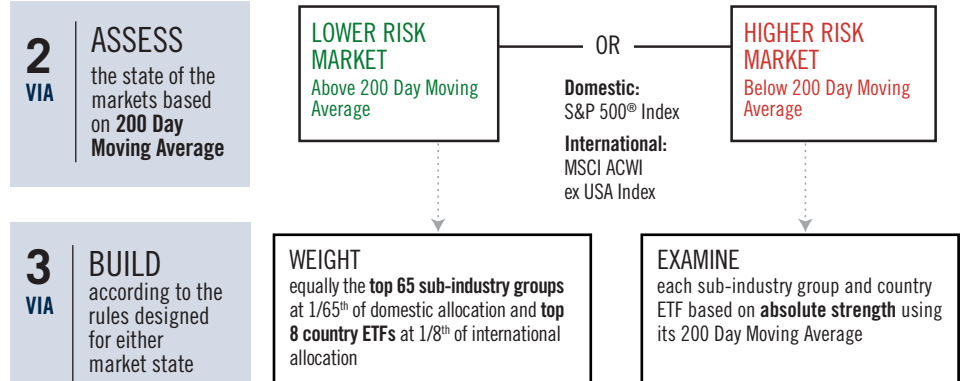 2
VIA
ASSESS
the state of the
markets based
on 200 Day
Moving Average
LOWER RISK
MARKET
Above 200 Day Moving
Average
OR
Domestic:
S&P 500® Index
International:
MSCI ACWI
ex USA Index
HIGHER RISK
MARKET
Below 200 Day Moving
Average
3
VIA
BUILD
according to the
rules designed
for either
market state
WEIGHT
equally the top 65 sub-industry groups
at 1/65th of domestic allocation and top
8 country ETFs at 1/8th of international
allocation
EXAMINE
each sub-industry group and country
ETF based on absolute strength using
its 200 Day Moving Average